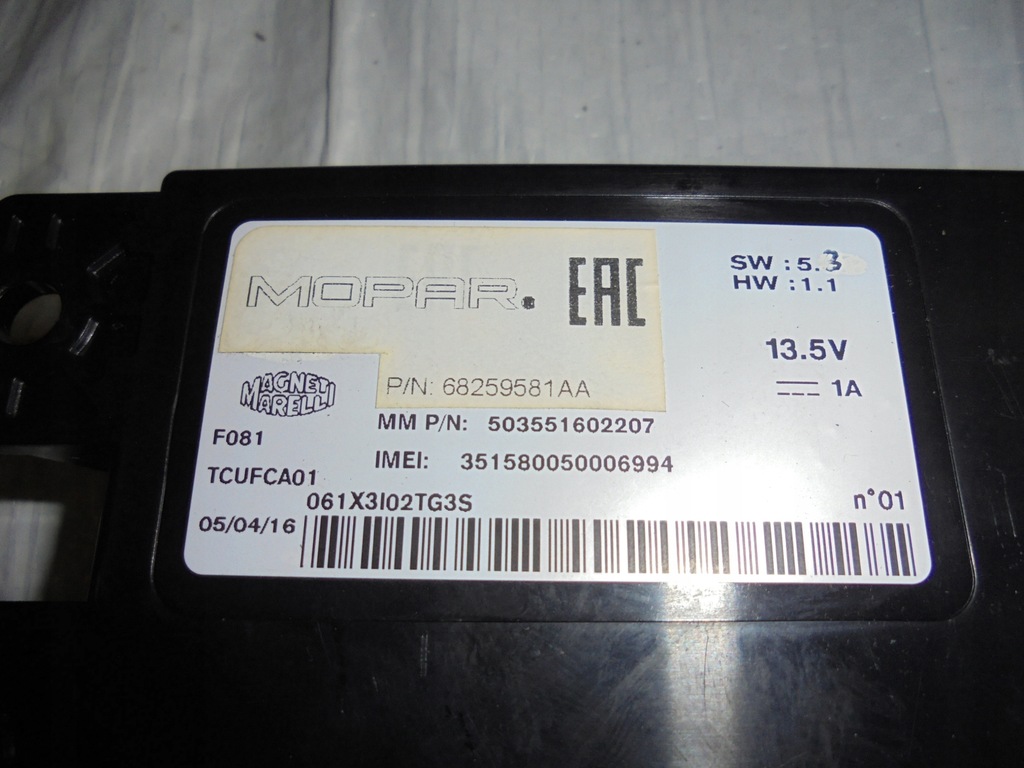 MOPAR. EAC
SW : 5.3
HW : 1.1
13.5V
1A
P/N: 68259581AA
MAGNETI
MARELLI
MM P/N: 503551602207
F081
IMEI: 351580050006994
TCUFCA01
061X3I02TG3S
n°01
05/04/16